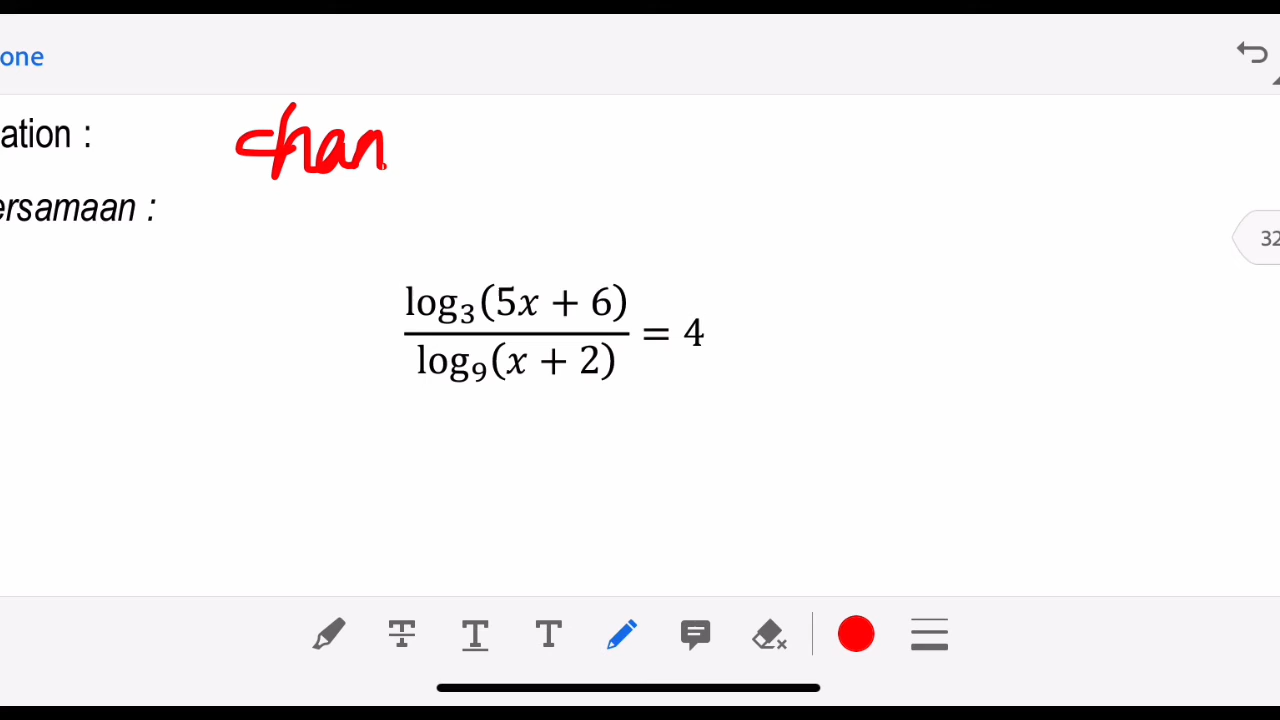 one
ation :
chan
ersamaan :
32
log₃(5x + 6)
log₉(x + 2)
= 4
T T T